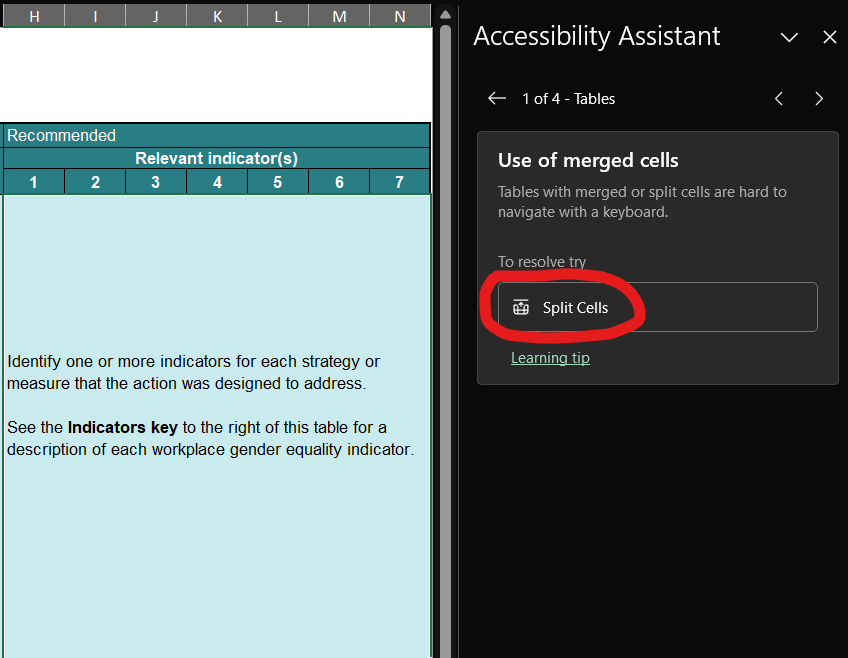 H I J K L M N
Recommended
Relevant indicator(s)
1 2 3 4 5 6 7
Identify one or more indicators for each strategy or
measure that the action was designed to address.
See the Indicators key to the right of this table for a
description of each workplace gender equality indicator.
Accessibility Assistant
1 of 4 - Tables
Use of merged cells
Tables with merged or split cells are hard to
navigate with a keyboard.
To resolve try
Split Cells
Learning tip